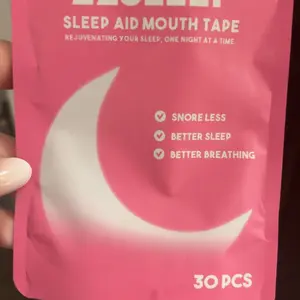 SLEEP AID MOUTH TAPE
REJUVENATING YOUR SLEEP, ONE NIGHT AT A TIME.
SNORE LESS
BETTER SLEEP
BETTER BREATHING
30 PCS